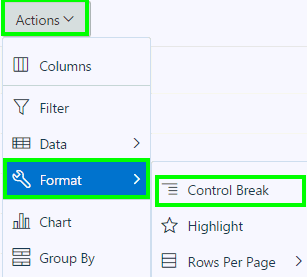 Actions
Columns
Filter
Data
Format
Control Break
Chart
Highlight
Group By
Rows Per Page